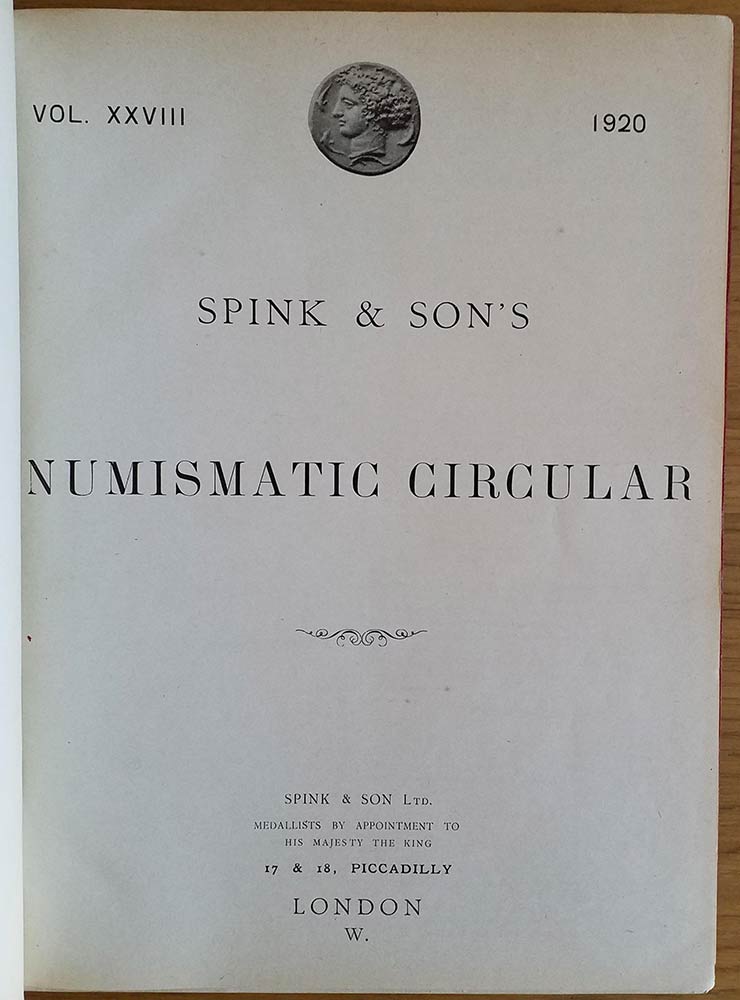 VOL. XXVIII
1920
SPINK & SON'S
NUMISMATIC CIRCULAR
SPINK & SON LTD.
MEDALLISTS BY APPOINTMENT TO
HIS MAJESTY THE KING
17 & 18, PICCADILLY
LONDON
W.